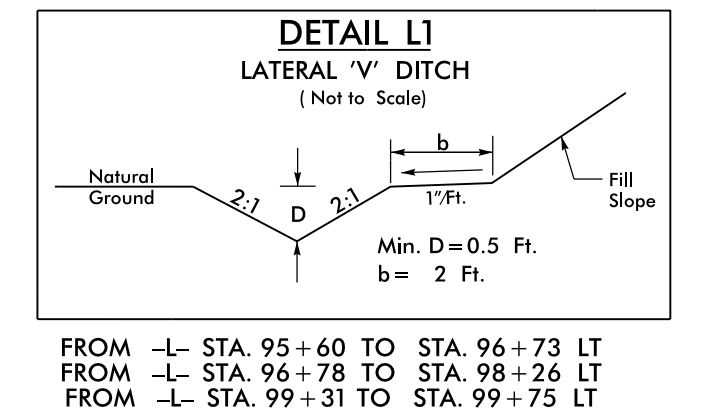 DETAIL L1
LATERAL 'V' DITCH
( Not to Scale)
b
Natural
Ground
2:1
D
2:1
1"/Ft.
Fill
Slope
Min. D=0.5 Ft.
b= 2 Ft.
FROM -L- STA. 95+60 TO STA. 96+73 LT
FROM -L- STA. 96+78 TO STA. 98+26 LT
FROM -L- STA. 99+31 TO STA. 99+75 LT